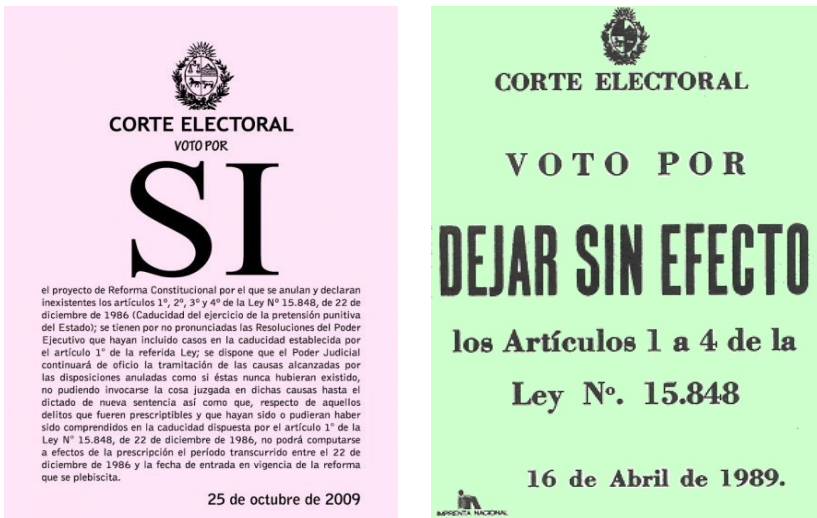 CORTE ELECTORAL
VOTO POR
SI
el proyecto de Reforma Constitucional por el que se anulan y declaran
inexistentes los artículos 1º, 2º, 3º y 4º de la Ley Nº 15.848, de 22 de
diciembre de 1986 (Caducidad del ejercicio de la pretensión punitiva
del Estado); se tienen por no pronunciadas las Resoluciones del Poder
Ejecutivo que hayan incluido casos en la caducidad establecida por
el artículo 1º de la referida Ley; se dispone que el Poder Judicial
continuará de oficio la tramitación de las causas alcanzadas por
las disposiciones anuladas como si éstas nunca hubieran existido,
no pudiendo invocarse la cosa juzgada en dichas causas hasta el
dictado de nueva sentencia así como que, respecto de aquellos
delitos que fueren prescriptibles y que hayan sido o pudieran haber
sido comprendidos en la caducidad dispuesta por el artículo 1º de la
Ley Nº 15.848, de 22 de diciembre de 1986, no podrá computarse
a efectos de la prescripción el período transcurrido entre el 22 de
diciembre de 1986 y la fecha de entrada en vigencia de la reforma
que se plebiscita.
25 de octubre de 2009
CORTE ELECTORAL
VOTO POR
DEJAR SIN EFECTO
los Artículos 1 a 4 de la
Ley Nº. 15.848
16 de Abril de 1989.
IMPRENTA NACIONAL